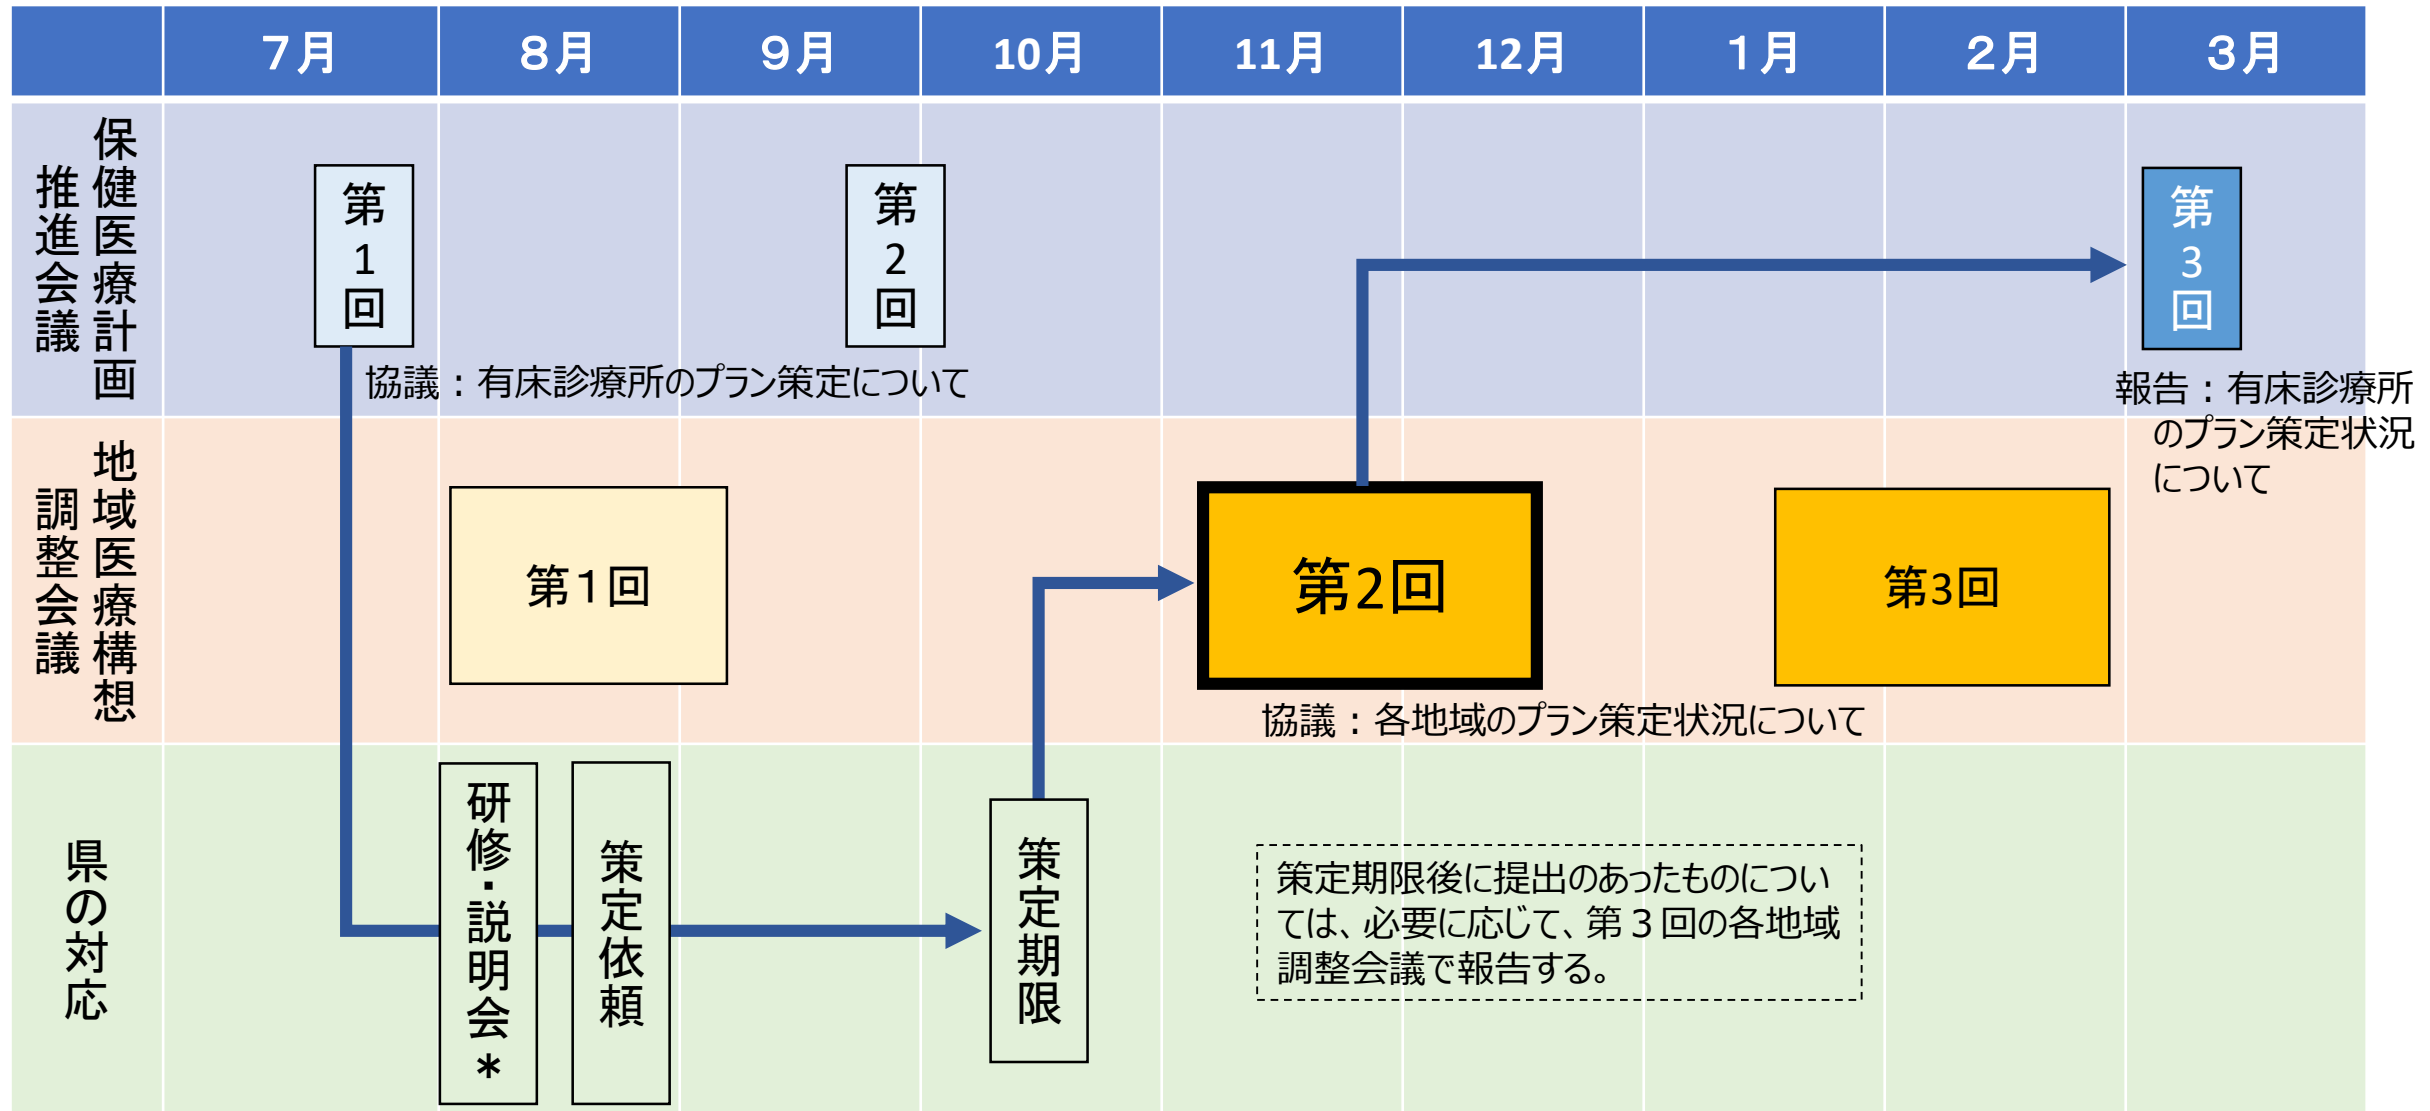 ７月
８月
９月
10月
11月
12月
１月
２月
３月
保健医療計画
推進会議
第1回
第2回
第3回
協議：有床診療所のプラン策定について
報告：有床診療所
のプラン策定状況
について
地域医療構想
調整会議
第１回
第2回
第3回
協議：各地域のプラン策定状況について
県の対応
研修・説明会*
策定依頼
策定期限
策定期限後に提出のあったものについ
ては、必要に応じて、第３回の各地域
調整会議で報告する。